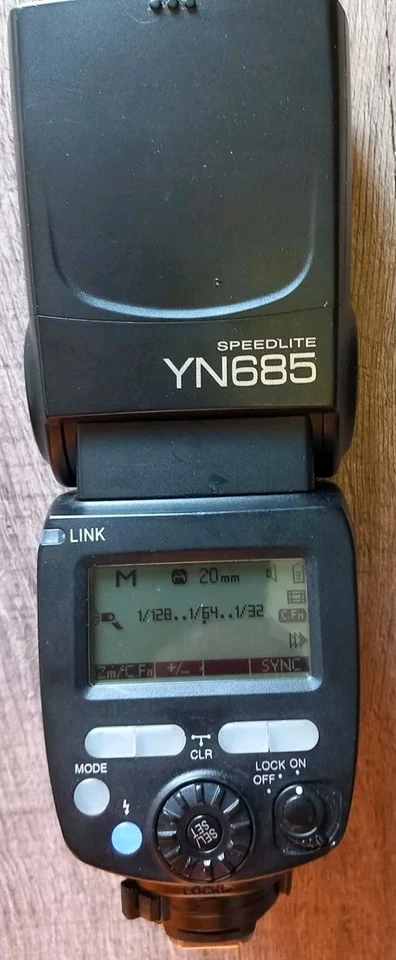 SPEEDLITE
YN685
LINK
M 20mm
1/128..1/64..1/32
C.Fn
Zm/C.Fn +/- SYNC
CLR
MODE
LOCK ON
OFF
SEL
SET
LOCK